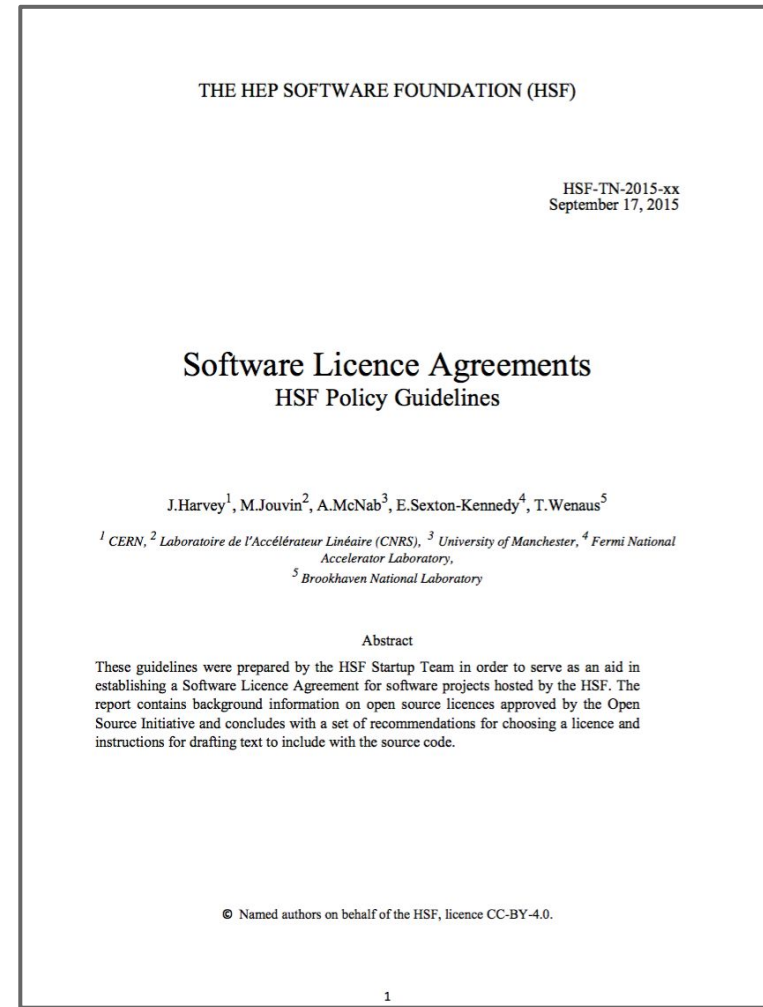 THE HEP SOFTWARE FOUNDATION (HSF)
HSF-TN-2015-xx
September 17, 2015
Software Licence Agreements
HSF Policy Guidelines
J.Harvey1, M.Jouvin2, A.McNab3, E.Sexton-Kennedy4, T.Wenaus5
1 CERN, 2 Laboratoire de l'Accélérateur Linéaire (CNRS), 3 University of Manchester, 4 Fermi National
Accelerator Laboratory,
5 Brookhaven National Laboratory
Abstract
These guidelines were prepared by the HSF Startup Team in order to serve as an aid in
establishing a Software Licence Agreement for software projects hosted by the HSF. The
report contains background information on open source licences approved by the Open
Source Initiative and concludes with a set of recommendations for choosing a licence and
instructions for drafting text to include with the source code.
© Named authors on behalf of the HSF, licence CC-BY-4.0.
1